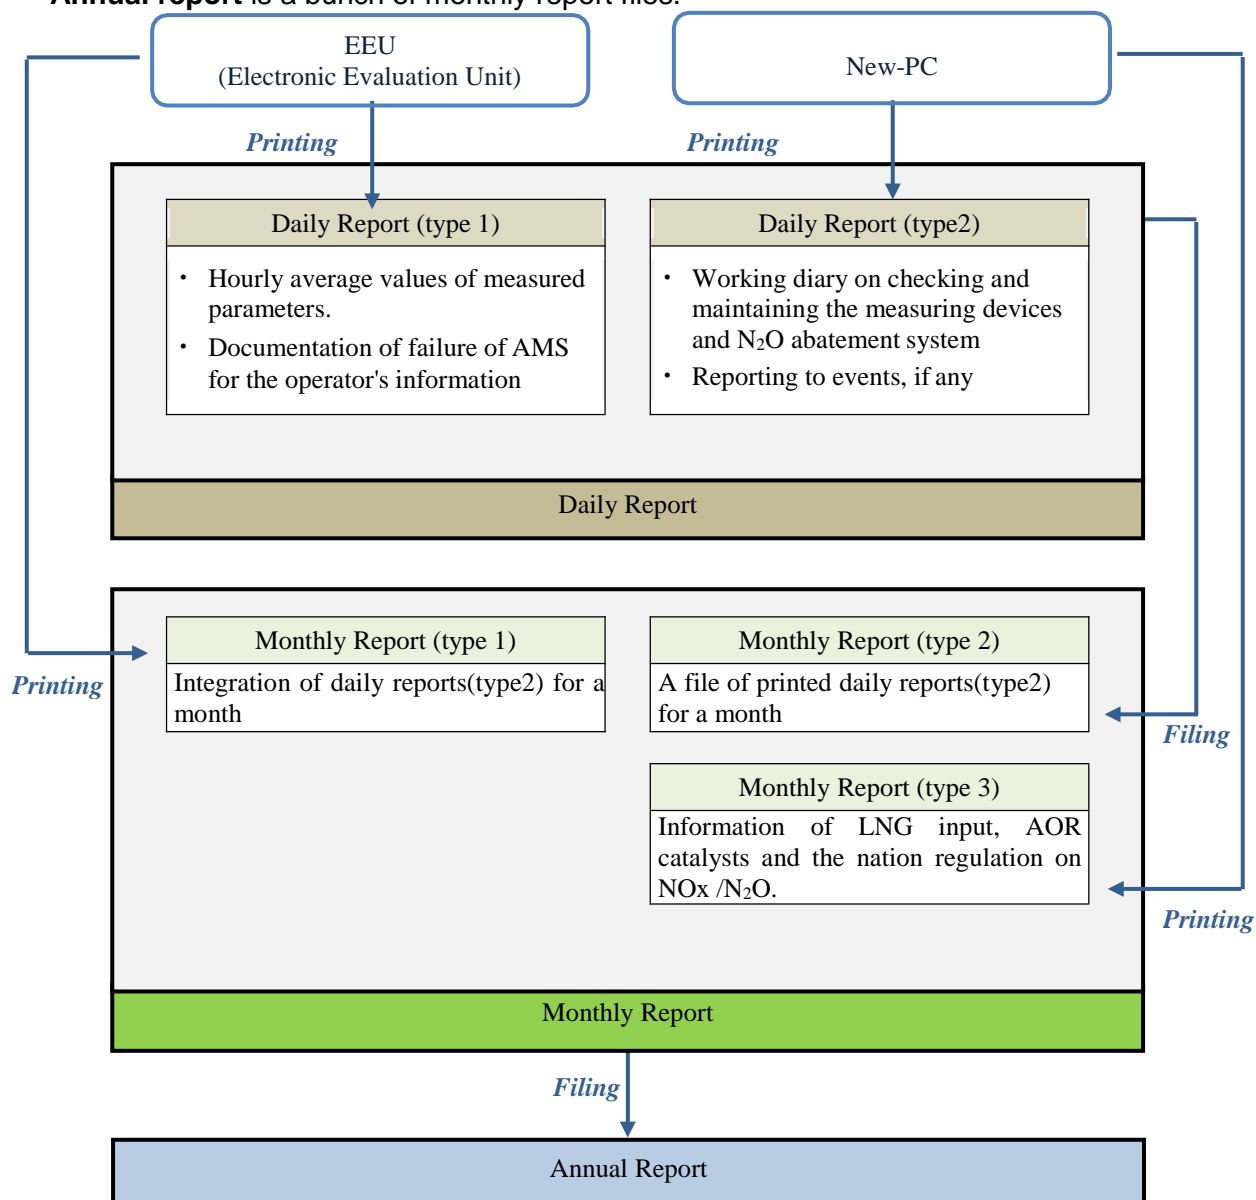 Annual report is a bunch of monthly report files.
EEU
(Electronic Evaluation Unit)
New-PC
Printing
Printing
Daily Report (type 1)
・ Hourly average values of measured
parameters.
・ Documentation of failure of AMS
for the operator's information
Daily Report (type2)
・ Working diary on checking and
maintaining the measuring devices
and N₂O abatement system
・ Reporting to events, if any
Daily Report
Monthly Report (type 1)
Integration of daily reports(type2) for a
month
Printing
Monthly Report (type 2)
A file of printed daily reports(type2)
for a month
Filing
Monthly Report (type 3)
Information of LNG input, AOR
catalysts and the nation regulation on
NOx /N₂O.
Printing
Monthly Report
Filing
Annual Report